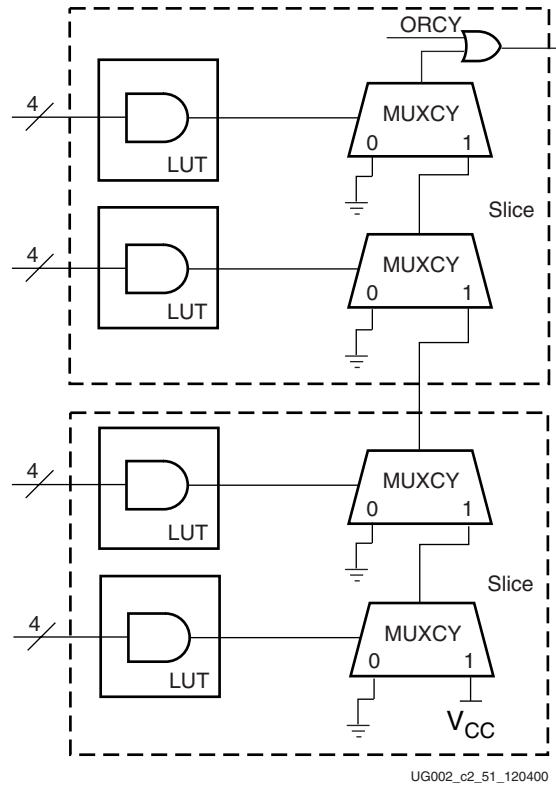 ORCY
4
LUT
MUXCY
0 1
Slice
4
LUT
MUXCY
0 1
4
LUT
MUXCY
0 1
Slice
4
LUT
MUXCY
0 1
VCC
UG002_c2_51_120400